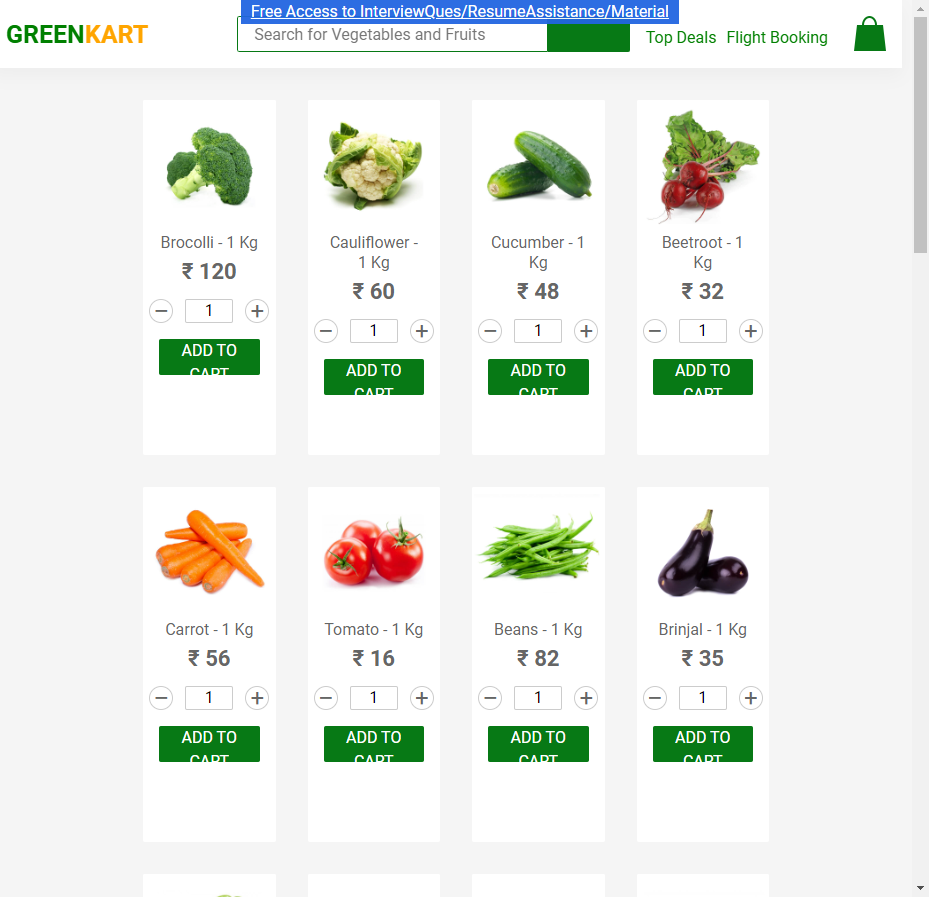 Free Access to InterviewQues/ResumeAssistance/Material
GREENKART
Search for Vegetables and Fruits
Top Deals
Flight Booking
Brocolli - 1 Kg
₹ 120
1
ADD TO
CART
Cauliflower -
1 Kg
₹ 60
1
ADD TO
CART
Cucumber - 1
Kg
₹ 48
1
ADD TO
CART
Beetroot - 1
Kg
₹ 32
1
ADD TO
CART
Carrot - 1 Kg
₹ 56
1
ADD TO
CART
Tomato - 1 Kg
₹ 16
1
ADD TO
CART
Beans - 1 Kg
₹ 82
1
ADD TO
CART
Brinjal - 1 Kg
₹ 35
1
ADD TO
CART